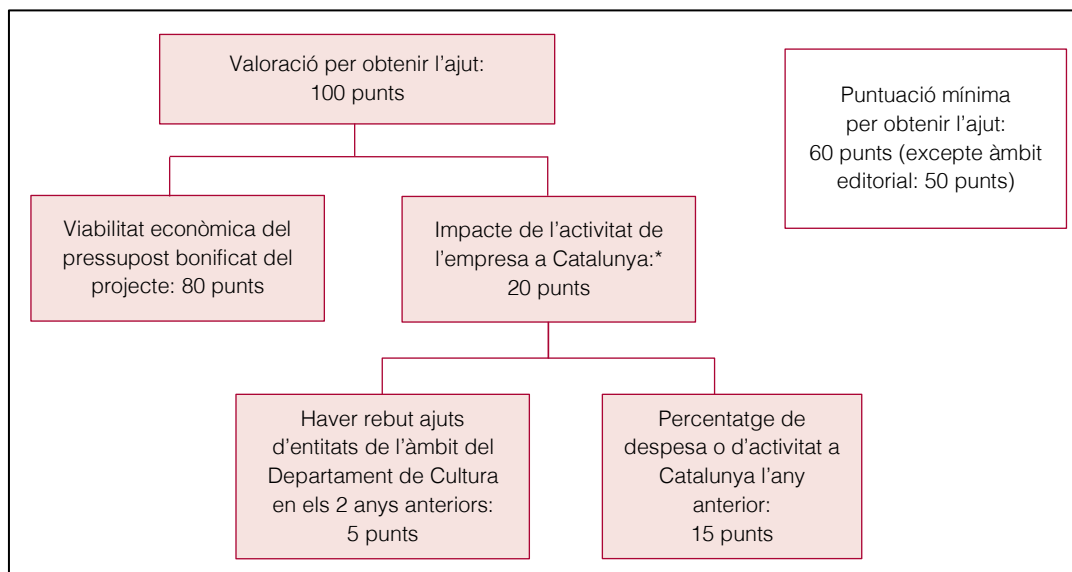 Valoració per obtenir l’ajut:
100 punts
Puntuació mínima
per obtenir l’ajut:
60 punts (excepte àmbit
editorial: 50 punts)
Viabilitat econòmica del
pressupost bonificat del
projecte: 80 punts
Impacte de l’activitat de
l’empresa a Catalunya:*
20 punts
Haver rebut ajuts
d’entitats de l’àmbit del
Departament de Cultura
en els 2 anys anteriors:
5 punts
Percentatge de
despesa o d’activitat a
Catalunya l’any
anterior:
15 punts